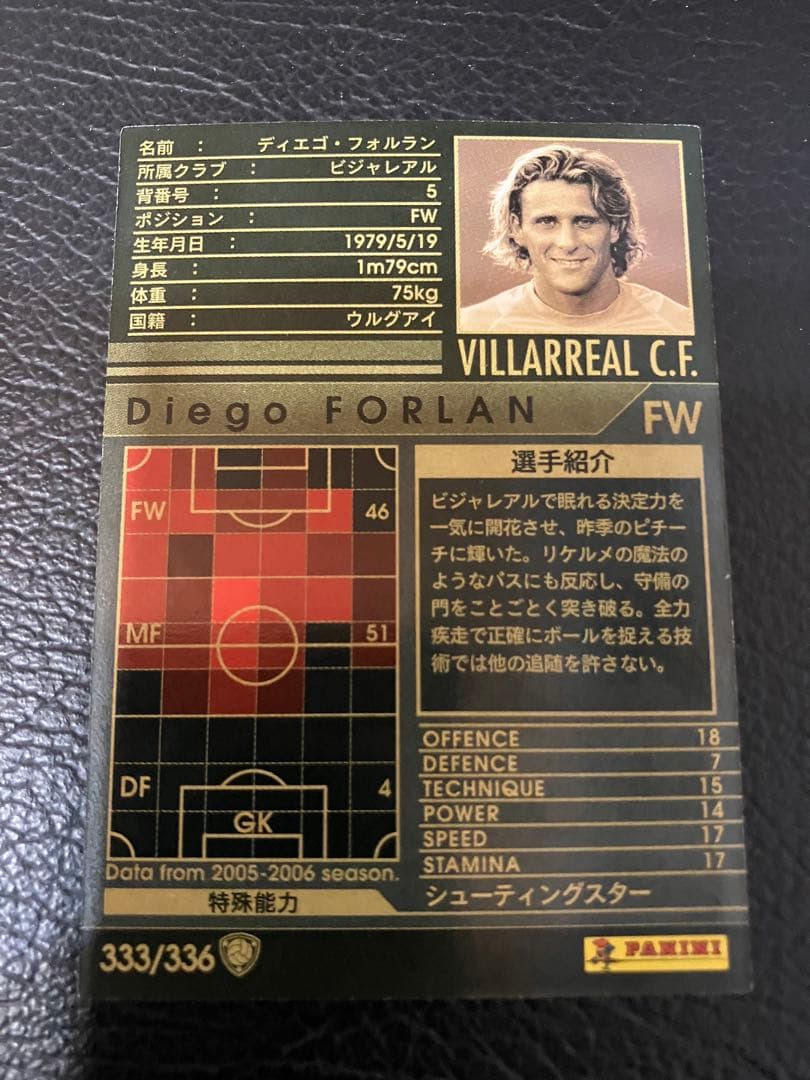 名前 : ディエゴ・フォルラン
所属クラブ : ビジャレアル
背番号 : 5
ポジション : FW
生年月日 : 1979/5/19
身長 : 1m79cm
体重 : 75kg
国籍 : ウルグアイ
VILLARREAL C.F.
Diego FORLAN
FW
FW 46
MF 51
DF 4
GK
Data from 2005-2006 season.
選手紹介
ビジャレアルで眠れる決定力を
一気に開花させ、昨季のピチー
チに輝いた。リケルメの魔法の
ようなパスにも反応し、守備の
門をことごとく突き破る。全力
疾走で正確にボールを捉える技
術では他の追随を許さない。
OFFENCE 18
DEFENCE 7
TECHNIQUE 15
POWER 14
SPEED 17
STAMINA 17
特殊能力 シューティングスター
333/336
PANINI